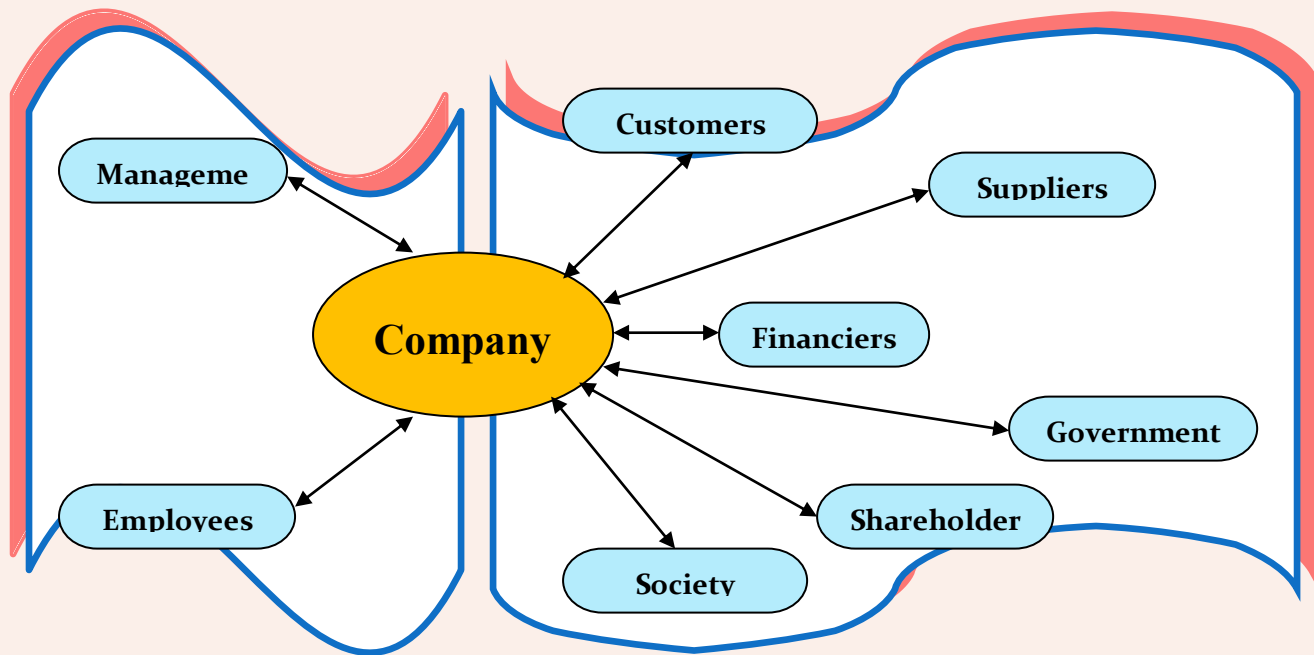 Customers
Manageme
Suppliers
Company
Financiers
Government
Employees
Shareholder
Society